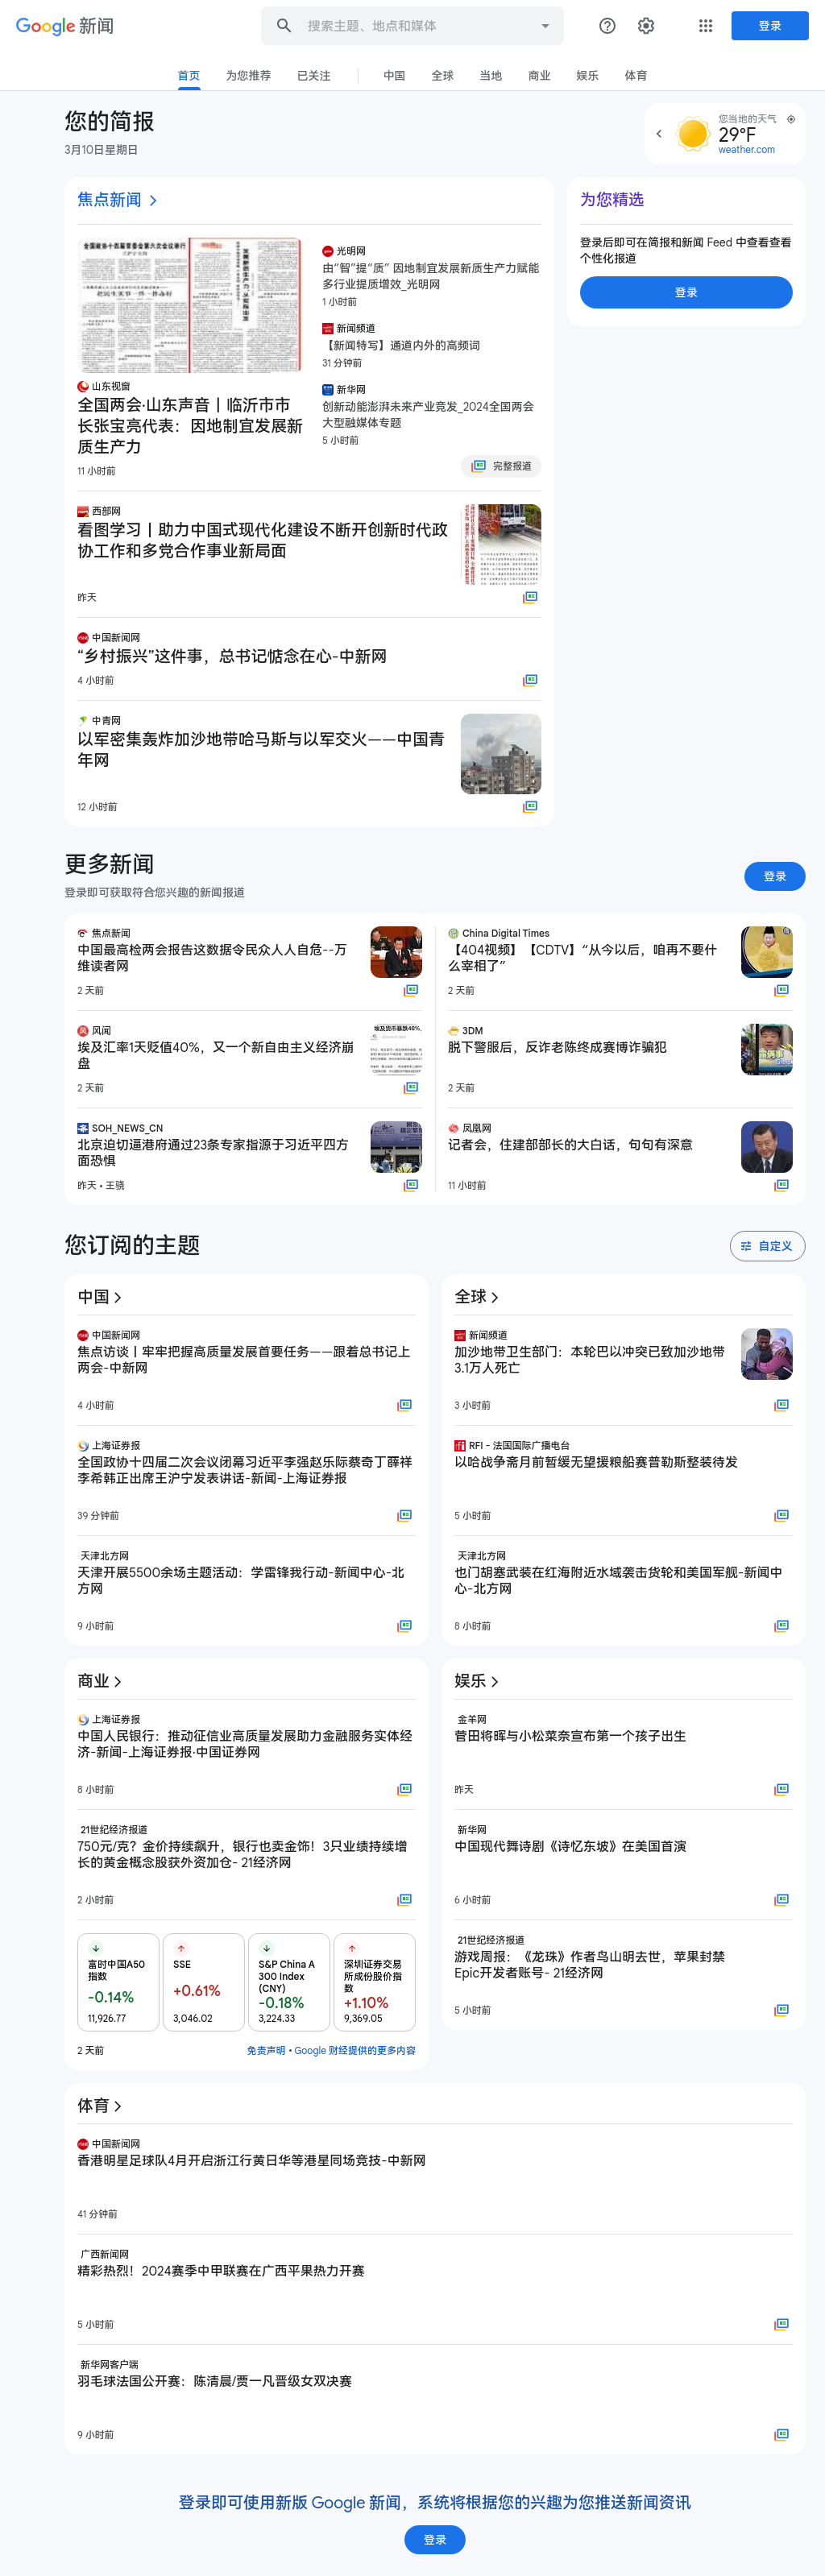 Google 新闻
搜索主题、地点和媒体
登录
首页
为您推荐
已关注
中国
全球
当地
商业
娱乐
体育
您的简报
3月10日星期日
您当地的天气
29°F
weather.com
焦点新闻
全国政协十四届常委会第六次会议举行
山东视窗
全国两会·山东声音丨临沂市市
长张宝亮代表：因地制宜发展新
质生产力
11 小时前
光明网
由“智”提“质” 因地制宜发展新质生产力赋能
多行业提质增效_光明网
1 小时前
新闻频道
【新闻特写】通道内外的高频词
31 分钟前
新华网
创新动能澎湃未来产业竞发_2024全国两会
大型融媒体专题
5 小时前
完整报道
西部网
看图学习丨助力中国式现代化建设不断开创新时代政
协工作和多党合作事业新局面
昨天
中国新闻网
“乡村振兴”这件事，总书记惦念在心-中新网
4 小时前
中青网
以军密集轰炸加沙地带哈马斯与以军交火——中国青
年网
12 小时前
为您精选
登录后即可在简报和新闻 Feed 中查看查看
个性化报道
登录
更多新闻
登录即可获取符合您兴趣的新闻报道
登录
焦点新闻
中国最高检两会报告这数据令民众人人自危--万
维读者网
2 天前
China Digital Times
【404视频】【CDTV】“从今以后，咱再不要什
么宰相了”
2 天前
风闻
埃及汇率1天贬值40%，又一个新自由主义经济崩
盘
2 天前
埃及货币暴跌40%,
3DM
脱下警服后，反诈老陈终成赛博诈骗犯
2 天前
SOH_NEWS_CN
北京迫切逼港府通过23条专家指源于习近平四方
面恐惧
昨天 • 王骁
凤凰网
记者会，住建部部长的大白话，句句有深意
11 小时前
您订阅的主题
自定义
中国
中国新闻网
焦点访谈丨牢牢把握高质量发展首要任务——跟着总书记上
两会-中新网
4 小时前
上海证券报
全国政协十四届二次会议闭幕习近平李强赵乐际蔡奇丁薛祥
李希韩正出席王沪宁发表讲话-新闻-上海证券报
39 分钟前
天津北方网
天津开展5500余场主题活动：学雷锋我行动-新闻中心-北
方网
9 小时前
全球
新闻频道
加沙地带卫生部门：本轮巴以冲突已致加沙地带
3.1万人死亡
3 小时前
RFI - 法国国际广播电台
以哈战争斋月前暂缓无望援粮船赛普勒斯整装待发
5 小时前
天津北方网
也门胡塞武装在红海附近水域袭击货轮和美国军舰-新闻中
心-北方网
8 小时前
商业
上海证券报
中国人民银行：推动征信业高质量发展助力金融服务实体经
济-新闻-上海证券报·中国证券网
8 小时前
21世纪经济报道
750元/克？金价持续飙升，银行也卖金饰！3只业绩持续增
长的黄金概念股获外资加仓- 21经济网
2 小时前
富时中国A50
指数
-0.14%
11,926.77
SSE
+0.61%
3,046.02
S&P China A
300 Index
(CNY)
-0.18%
3,224.33
深圳证券交易
所成份股价指
数
+1.10%
9,369.05
2 天前
免责声明 • Google 财经提供的更多内容
娱乐
金羊网
菅田将晖与小松菜奈宣布第一个孩子出生
昨天
新华网
中国现代舞诗剧《诗忆东坡》在美国首演
6 小时前
21世纪经济报道
游戏周报：《龙珠》作者鸟山明去世，苹果封禁
Epic开发者账号- 21经济网
5 小时前
体育
中国新闻网
香港明星足球队4月开启浙江行黄日华等港星同场竞技-中新网
41 分钟前
广西新闻网
精彩热烈！2024赛季中甲联赛在广西平果热力开赛
5 小时前
新华网客户端
羽毛球法国公开赛：陈清晨/贾一凡晋级女双决赛
9 小时前
登录即可使用新版 Google 新闻，系统将根据您的兴趣为您推送新闻资讯
登录